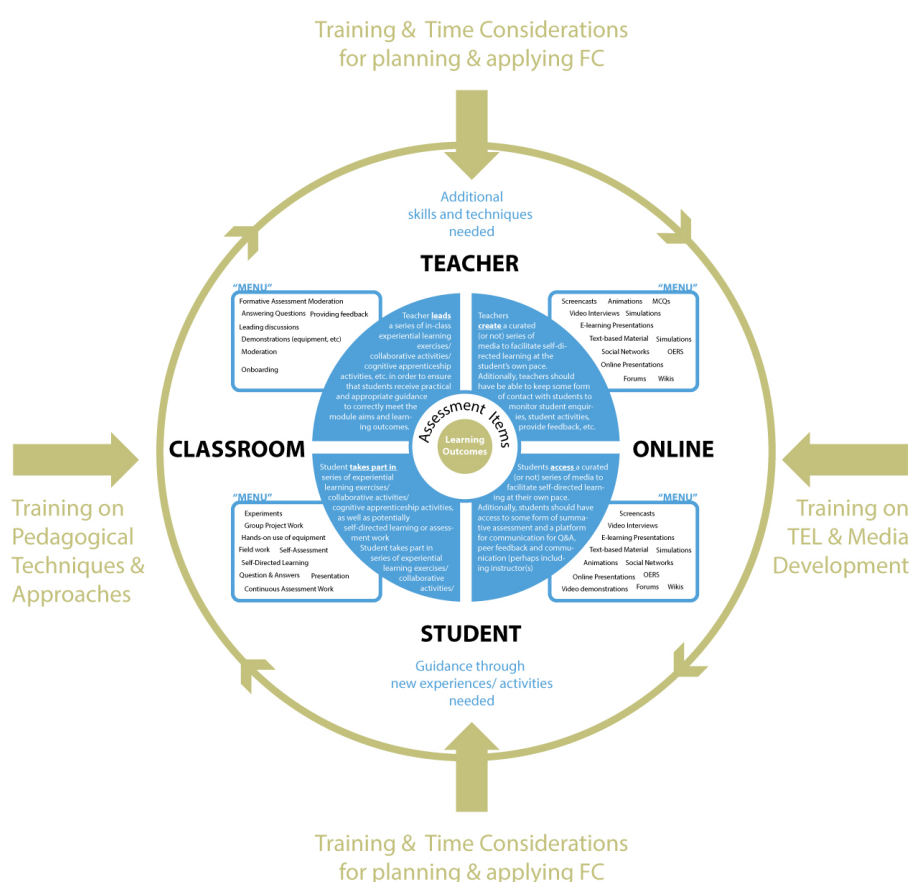 Training & Time Considerations
for planning & applying FC
Additional
skills and techniques
needed
TEACHER
"MENU"
Formative Assessment Moderation
Answering Questions Providing feedback
Leading discussions
Demonstrations (equipment, etc)
Moderation
Onboarding
Teacher leads
a series of in-class
experiential learning
exercises/
collaborative activities/
cognitive apprenticeship
activities, etc. in order to ensure
that students receive practical
and appropriate guidance
to correctly meet the
module aims and learn-
ing outcomes.
Teachers
create a curated
(or not) series of
media to facilitate self-di-
rected learning at the
student's own pace.
Aditionally, teachers should
have be able to keep some form
of contact with students to
monitor student enquir-
ies, student activities,
provide feedback, etc.
"MENU"
Screencasts Animations MCQs
Video Interviews Simulations
E-learning Presentations
Text-based Material Simulations
Social Networks OERS
Online Presentations
Forums Wikis
CLASSROOM
Assessment Items
Learning
Outcomes
ONLINE
Training on
Pedagogical
Techniques &
Approaches
"MENU"
Experiments
Group Project Work
Hands-on use of equipment
Field work Self-Assessment
Self-Directed Learning
Question & Answers Presentation
Continuous Assessment Work
Student takes part in
series of experiential
learning exercises/
collaborative activities/
cognitive apprenticeship activities,
as well as potentially
self-directed learning or assess-
ment work
Student takes part in
series of experiential
learning exercises/
collaborative
activities/
Students access a curated
(or not) series of media to
facilitate self-directed learn-
ing at their own pace.
Aditionally, students should have
access to some form of summa-
tive assessment and a platform
for communication for Q&A,
peer feedback and commu-
nication (perhaps includ-
ing instructor(s)
"MENU"
Screencasts
Video Interviews
E-learning Presentations
Text-based Material Simulations
Animations Social Networks
Online Presentations OERS
Video demonstrations Forums Wikis
Training on
TEL & Media
Development
STUDENT
Guidance through
new experiences/ activities
needed
Training & Time Considerations
for planning & applying FC